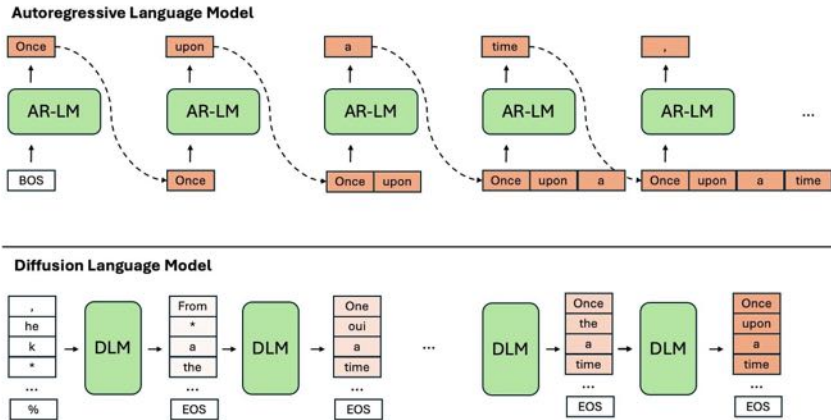 Autoregressive Language Model
Once upon a time ,
AR-LM AR-LM AR-LM AR-LM AR-LM ...
BOS Once Once upon Once upon a Once upon a time
Diffusion Language Model
, From One Once Once
he * oui the upon
k DLM a DLM a ... DLM a DLM a
* the time time time
... ... ... ... ...
% EOS EOS EOS EOS